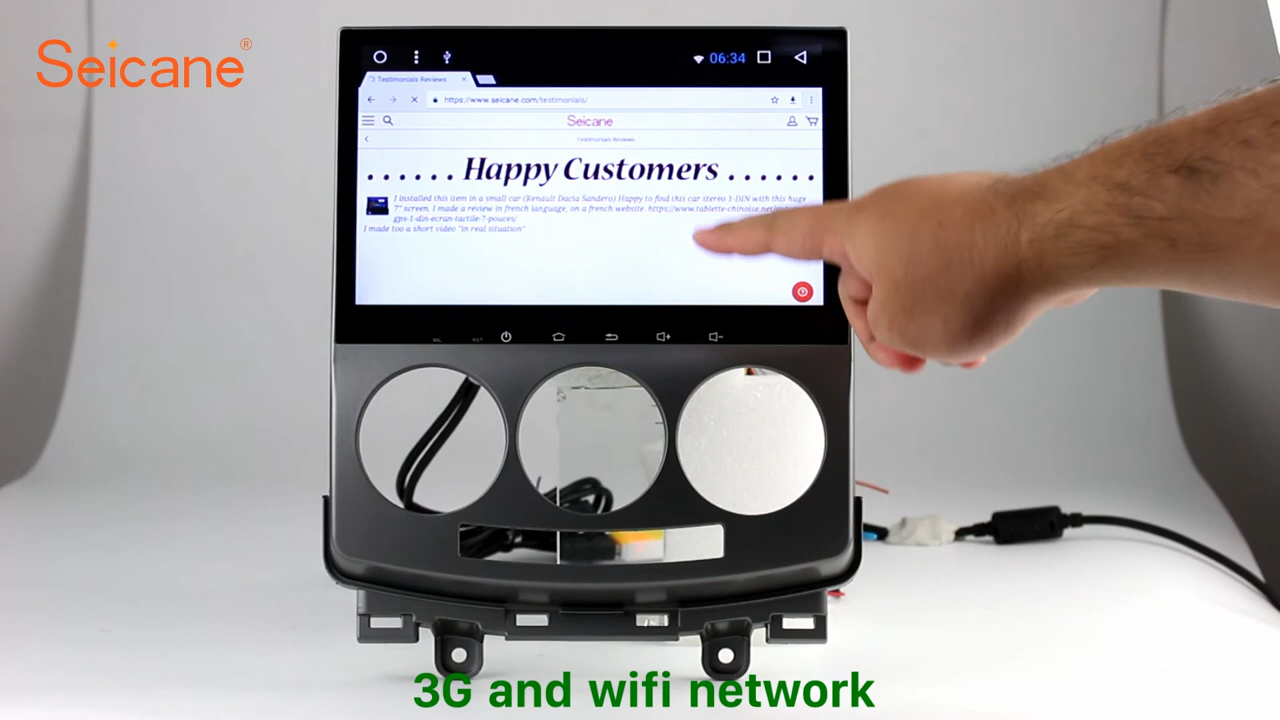 Seicane®
06:34
Testimonials Reviews
https://www.seicane.com/testimonials/
Seicane
Testimonials Reviews
. . . . . . Happy Customers . . . . . .
I installed this item in a small car (Renault Dacia Sandero) Happy to find this car stereo 1-DIN with this huge
7" screen. I made a review in french language, on a french website. https://www.tablette-chinoise.net/
gps-1-din-ecran-tactile-7-pouces/
I made too a short video "in real situation"
MIC
RST
3G and wifi network